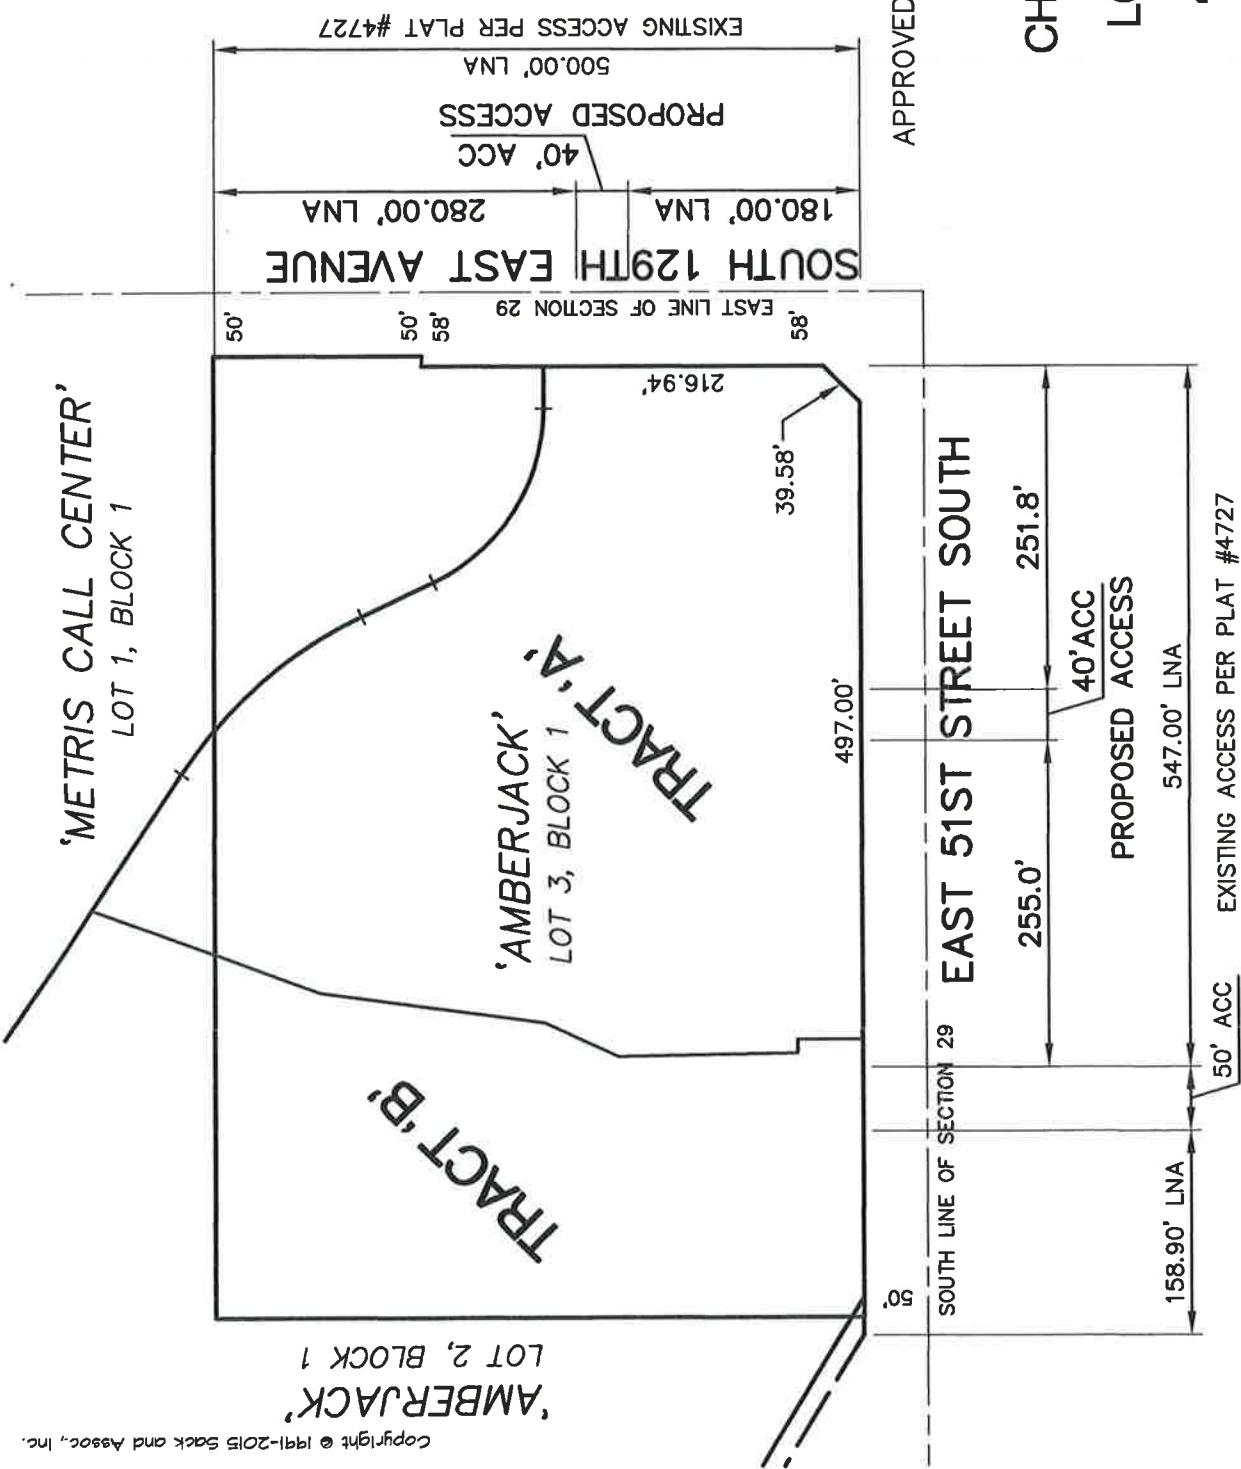 EXISTING ACCESS PER PLAT #4727
500.00' LNA
PROPOSED ACCESS
40' ACC
280.00' LNA
180.00' LNA
SOUTH 129TH EAST AVENUE
EAST LINE OF SECTION 29
50'
50'
58'
58'
216.94'
39.58'
'METRIS CALL CENTER'
LOT 1, BLOCK 1
TRACT 'A'
'AMBERJACK'
LOT 3, BLOCK 1
497.00'
TRACT 'B'
'AMBERJACK'
LOT 2, BLOCK 1
50'
SOUTH LINE OF SECTION 29
EAST 51ST STREET SOUTH
255.0'
251.8'
40'ACC
PROPOSED ACCESS
158.90' LNA
547.00' LNA
50' ACC
EXISTING ACCESS PER PLAT #4727
APPROVED
CH
Copyright © 1991-2015 Sack and Assoc., Inc.